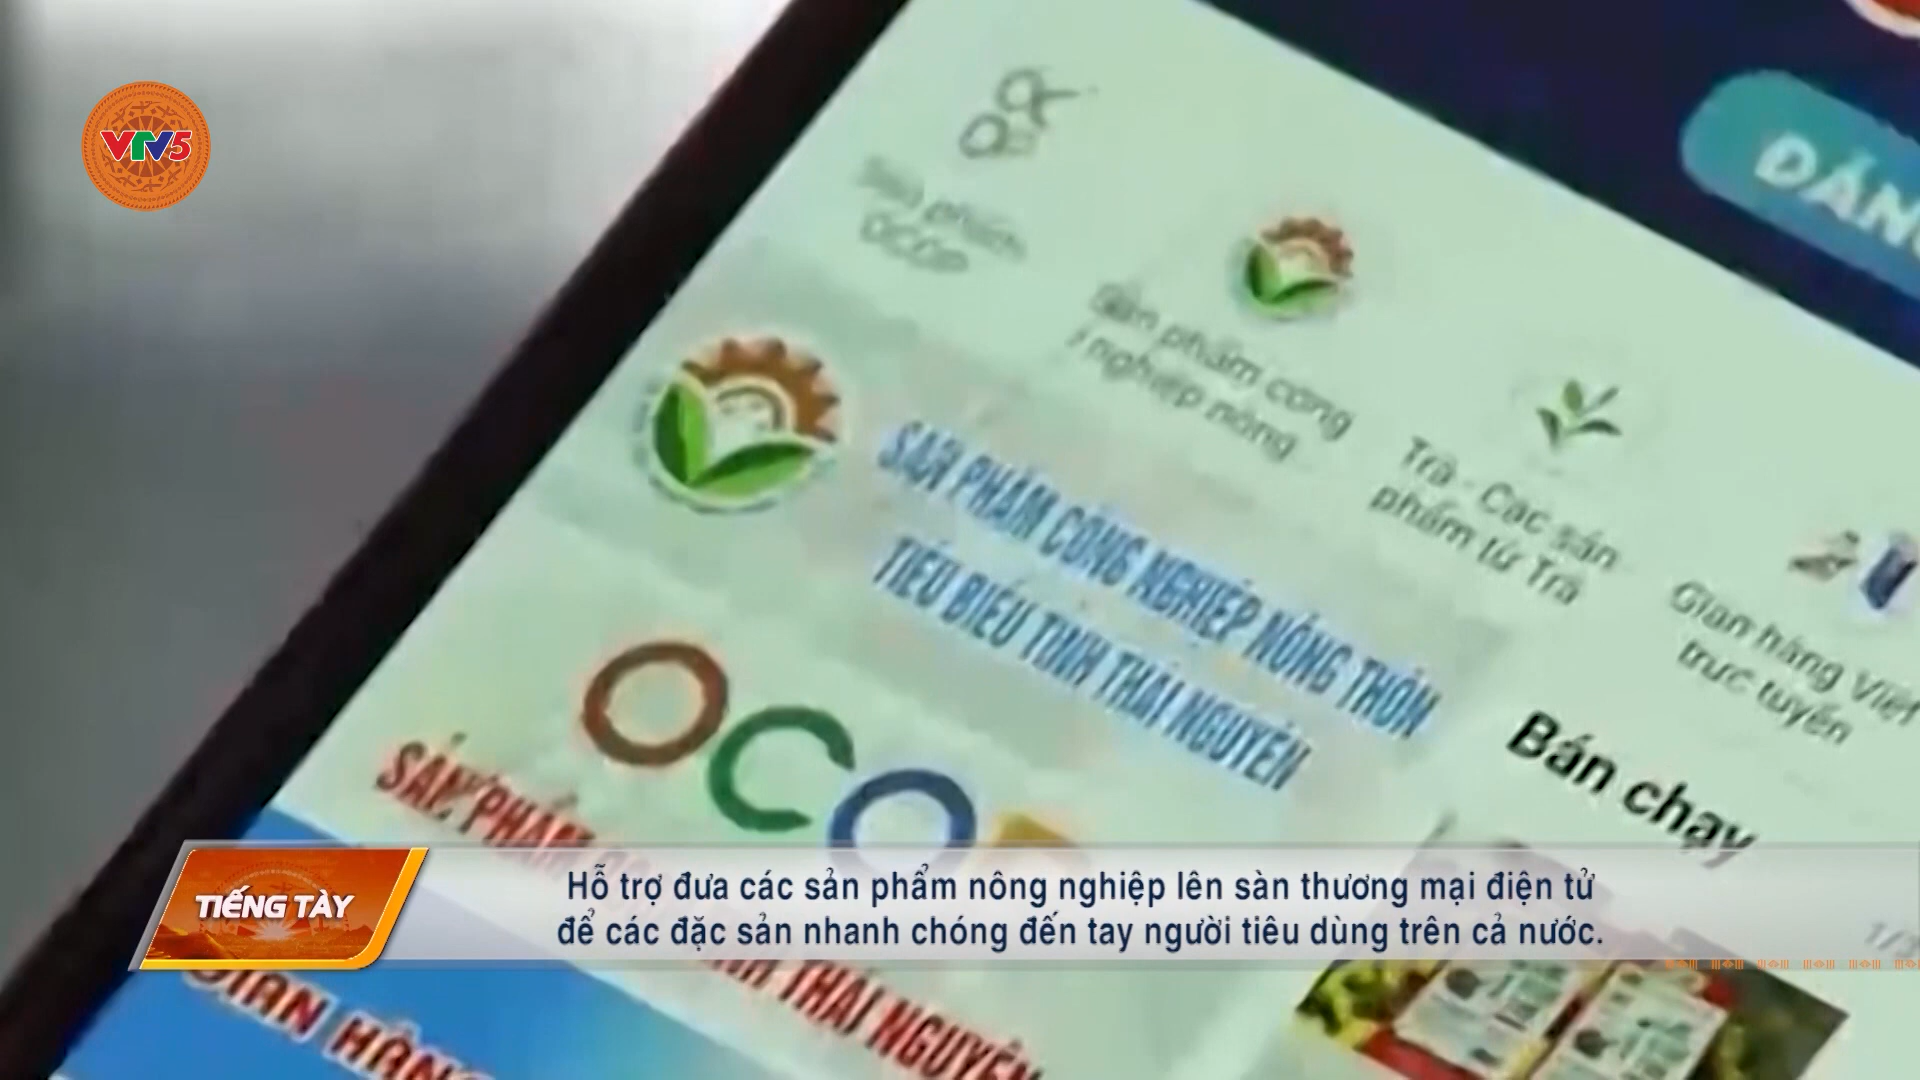 VTV5
OCOP
Sản phẩm công
nghiệp nông
Trà - Các sản
phẩm từ Trà
Gian hàng Việt
trực tuyến
SẢN PHẨM CÔNG NGHIỆP NÔNG THÔN
TIÊU BIỂU TỈNH THÁI NGUYÊN
Bán chạy
OCOP
SẢN PHẨM
THÁI NGUYÊN
GIAN HÀNG
TIẾNG TÀY
Hỗ trợ đưa các sản phẩm nông nghiệp lên sàn thương mại điện tử
để các đặc sản nhanh chóng đến tay người tiêu dùng trên cả nước.